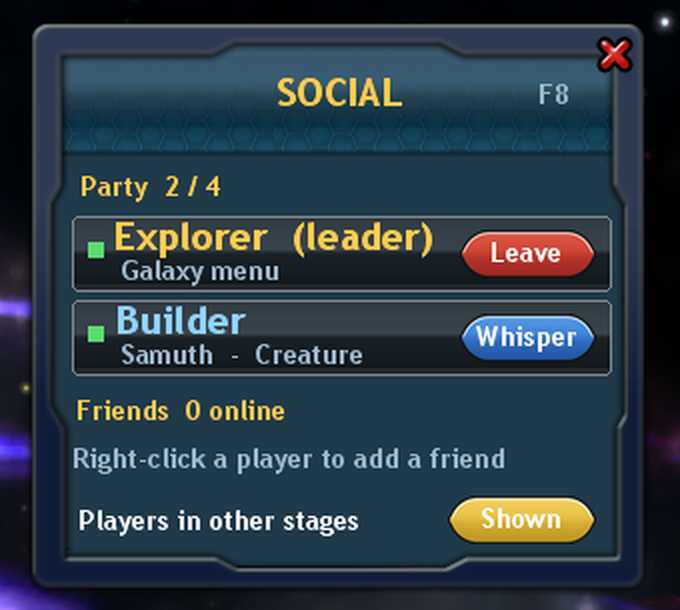 SOCIAL F8
Party 2 / 4
Explorer (leader)
Galaxy menu
Leave
Builder
Samuth - Creature
Whisper
Friends 0 online
Right-click a player to add a friend
Players in other stages
Shown